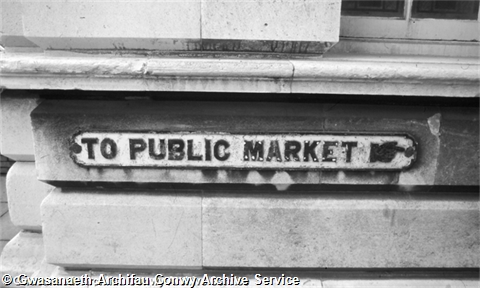 TO PUBLIC MARKET
© Gwasanaeth Archifau Conwy Archive Service